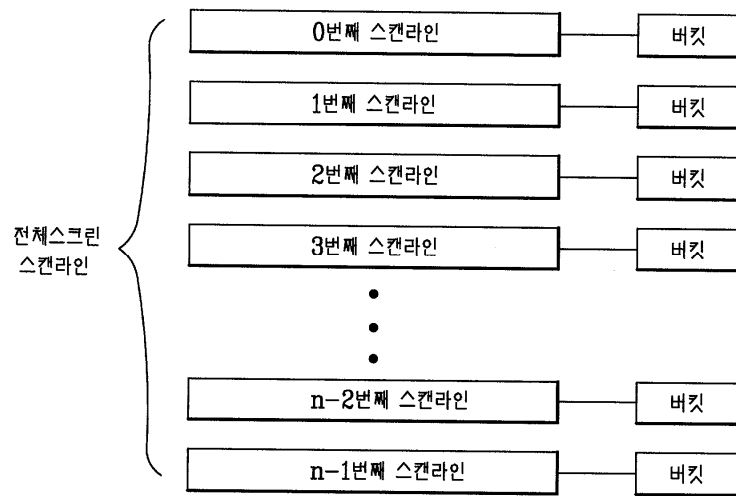 0번째 스캔라인 버킷
1번째 스캔라인 버킷
2번째 스캔라인 버킷
3번째 스캔라인 버킷
전체스크린
스캔라인
n-2번째 스캔라인 버킷
n-1번째 스캔라인 버킷